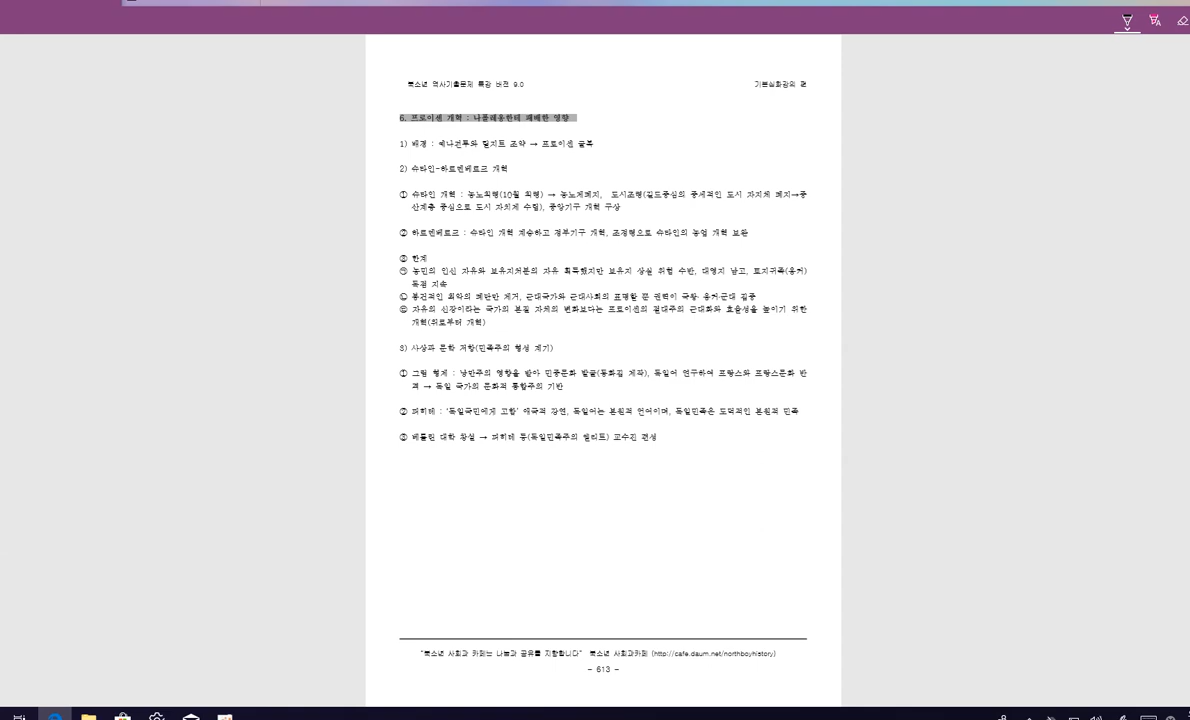 북소년 역사기출문제 특강 버전 9.0 기본심화강의 편
6. 프로이센 개혁 : 나폴레옹한테 패배한 영향
1) 배경 : 예나전투와 틸지트 조약 → 프로이센 굴복
2) 슈타인-하르덴베르크 개혁
① 슈타인 개혁 : 농노칙령(10월 칙령) → 농노제폐지, 도시조령(길드중심의 중세적인 도시 자치체 폐지→중
산계층 중심으로 도시 자치체 수립), 중앙기구 개혁 구상
② 하르덴베르크 : 슈타인 개혁 계승하고 정부기구 개혁, 조정령으로 슈타인의 농업 개혁 보완
③ 한계
㉠ 농민의 인신 자유와 보유지처분의 자유 획득했지만 보유지 상실 위험 수반, 대영지 남고, 토지귀족(융커)
독점 지속
㉡ 봉건적인 최악의 폐단만 제거, 근대국가와 근대사회의 표명할 뿐 권력이 국왕·융커·군대 집중
㉢ 자유의 신장이라는 국가의 본질 자체의 변화보다는 프로이센의 절대주의 근대화와 효율성을 높이기 위한
개혁(위로부터 개혁)
3) 사상과 문학 저항(민족주의 형성 계기)
① 그림 형제 : 낭만주의 영향을 받아 민중문화 발굴(동화집 제작), 독일어 연구하여 프랑스와 프랑스문화 반
격 → 독일 국가의 문화적 통합주의 기반
② 피히테 : '독일국민에게 고함' 애국적 강연, 독일어는 본원적 언어이며, 독일민족은 도덕적인 본원적 민족
③ 베를린 대학 창설 → 피히테 등(독일민족주의 엘리트) 교수진 편성
"북소년 사회과 카페는 나눔과 공유를 지향합니다" 북소년 사회과카페 (http://cafe.daum.net/northboyhistory)
- 613 -